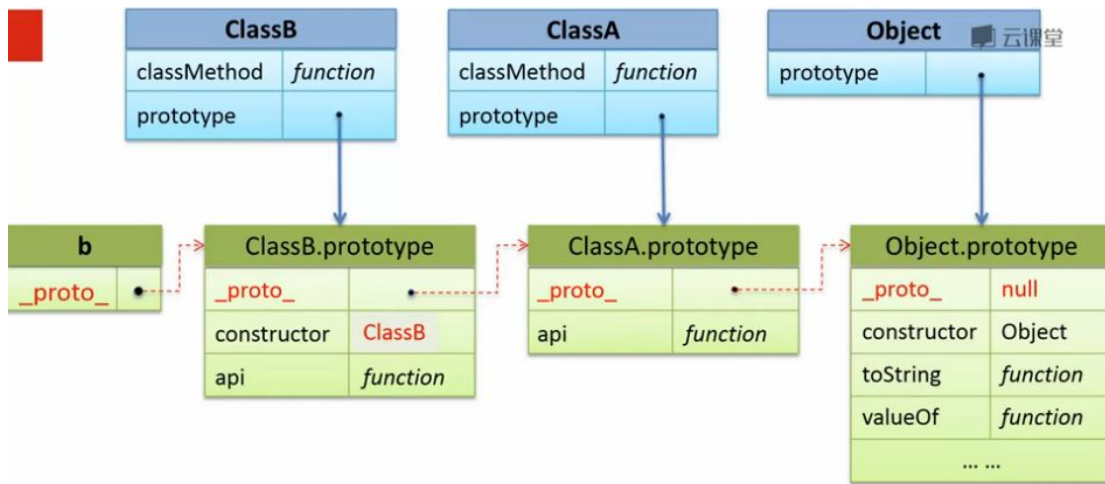 ClassB
classMethod function
prototype
ClassA
classMethod function
prototype
Object
云课堂
prototype
b
_proto_
ClassB.prototype
_proto_
constructor ClassB
api function
ClassA.prototype
_proto_
api function
Object.prototype
_proto_ null
constructor Object
toString function
valueOf function
... ...